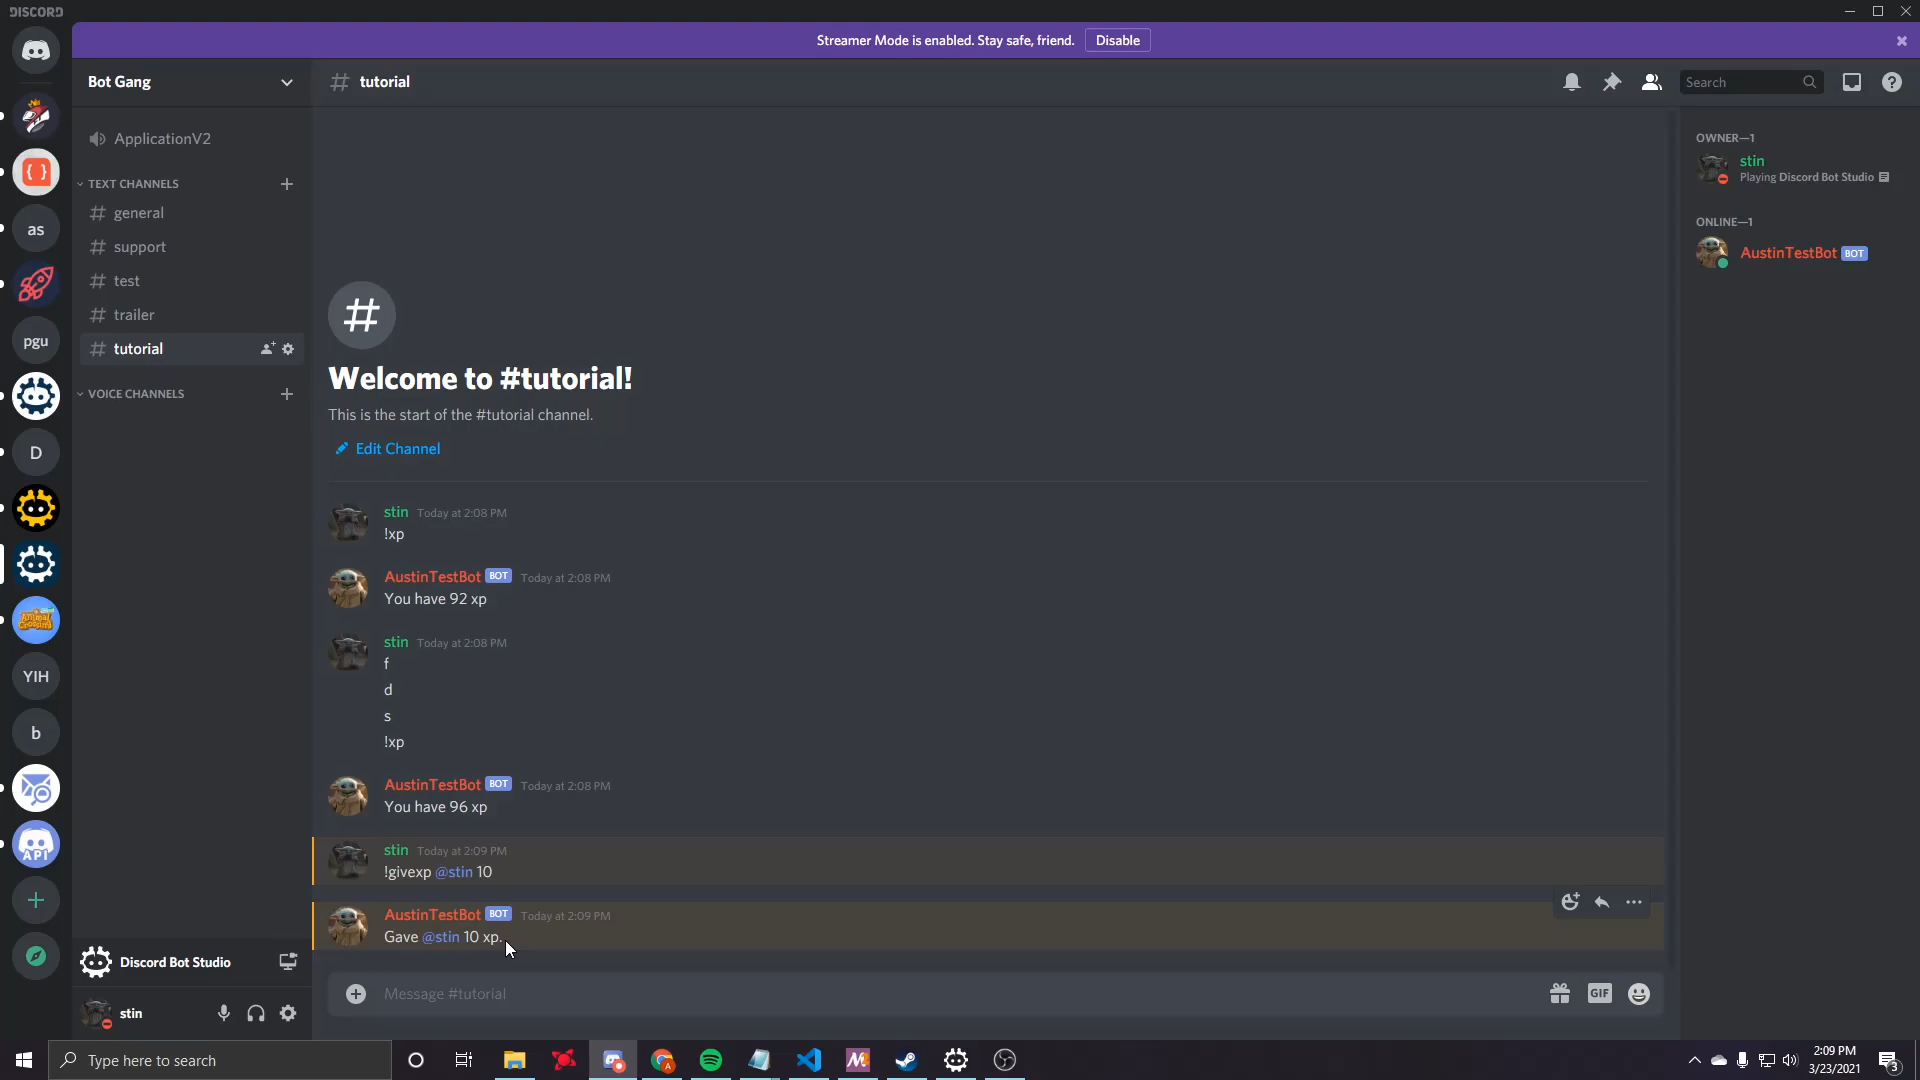 DISCORD
Streamer Mode is enabled. Stay safe, friend. Disable
Bot Gang
# tutorial
Search
ApplicationV2
TEXT CHANNELS
general
support
test
trailer
tutorial
VOICE CHANNELS
as
pgu
D
Animal Crossing
YIH
b
API
Welcome to #tutorial!
This is the start of the #tutorial channel.
Edit Channel
stin Today at 2:08 PM
!xp
AustinTestBot BOT Today at 2:08 PM
You have 92 xp
stin Today at 2:08 PM
f
d
s
!xp
AustinTestBot BOT Today at 2:08 PM
You have 96 xp
stin Today at 2:09 PM
!givexp @stin 10
AustinTestBot BOT Today at 2:09 PM
Gave @stin 10 xp.
Message #tutorial
GIF
OWNER—1
stin
Playing Discord Bot Studio
ONLINE—1
AustinTestBot BOT
Discord Bot Studio
stin
Type here to search
2:09 PM
3/23/2021
3